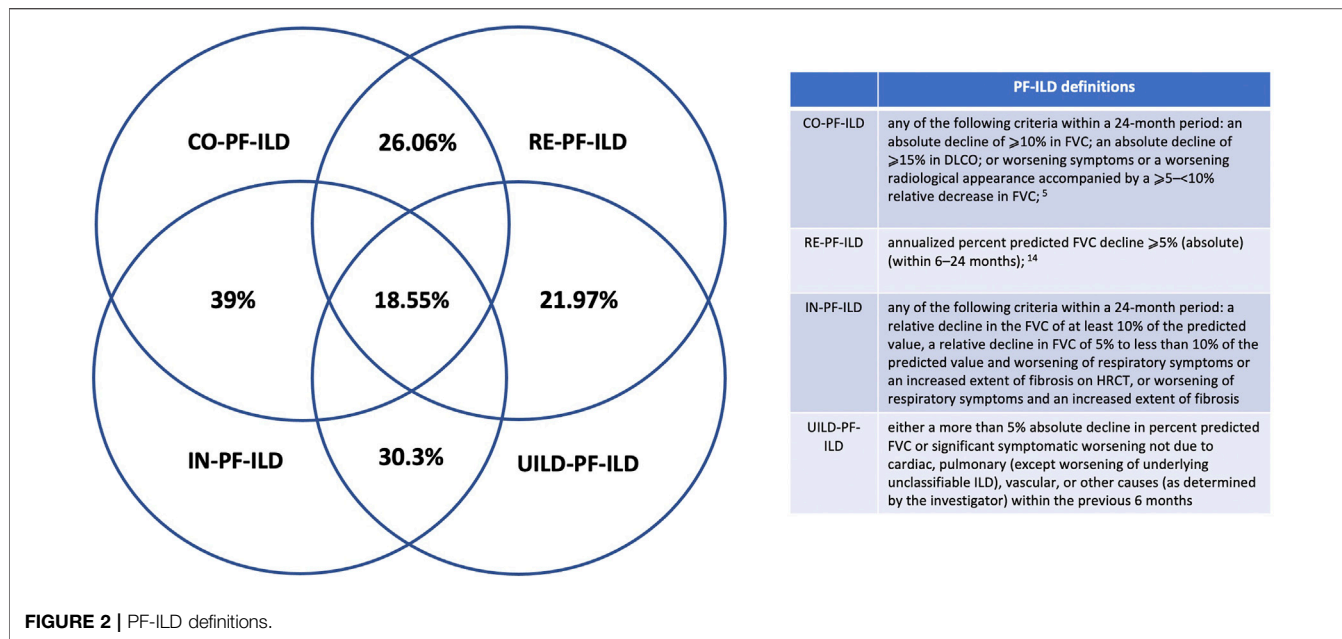 CO-PF-ILD
26.06%
RE-PF-ILD
39%
18.55%
21.97%
IN-PF-ILD
30.3%
UILD-PF-ILD
PF-ILD definitions
CO-PF-ILD
any of the following criteria within a 24-month period: an
absolute decline of ⩾10% in FVC; an absolute decline of
⩾15% in DLCO; or worsening symptoms or a worsening
radiological appearance accompanied by a ⩾5–<10%
relative decrease in FVC; 5
RE-PF-ILD
annualized percent predicted FVC decline ⩾5% (absolute)
(within 6–24 months); 14
IN-PF-ILD
any of the following criteria within a 24-month period: a
relative decline in the FVC of at least 10% of the predicted
value, a relative decline in FVC of 5% to less than 10% of the
predicted value and worsening of respiratory symptoms or
an increased extent of fibrosis on HRCT, or worsening of
respiratory symptoms and an increased extent of fibrosis
UILD-PF-
ILD
either a more than 5% absolute decline in percent predicted
FVC or significant symptomatic worsening not due to
cardiac, pulmonary (except worsening of underlying
unclassifiable ILD), vascular, or other causes (as determined
by the investigator) within the previous 6 months
FIGURE 2 | PF-ILD definitions.